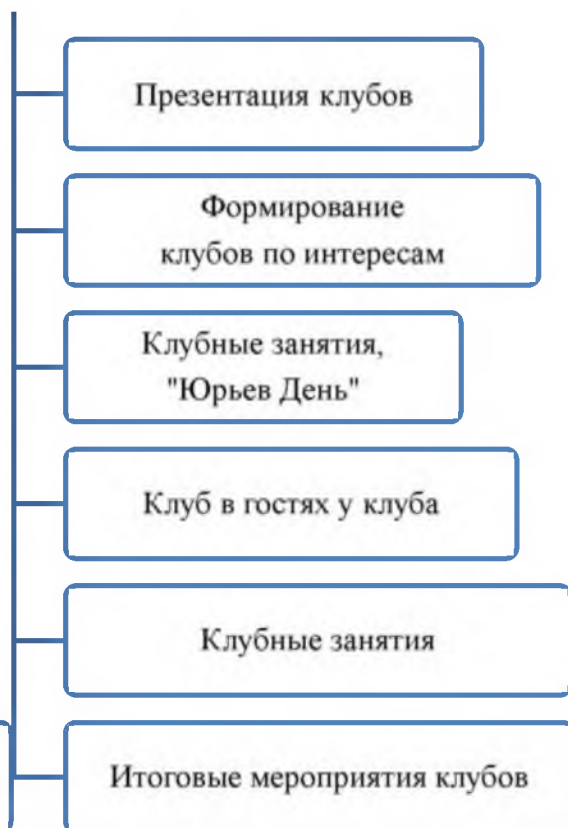 Презентация клубов
Формирование
клубов по интересам
Клубные занятия,
"Юрьев День"
Клуб в гостях у клуба
Клубные занятия
Итоговые мероприятия клубов